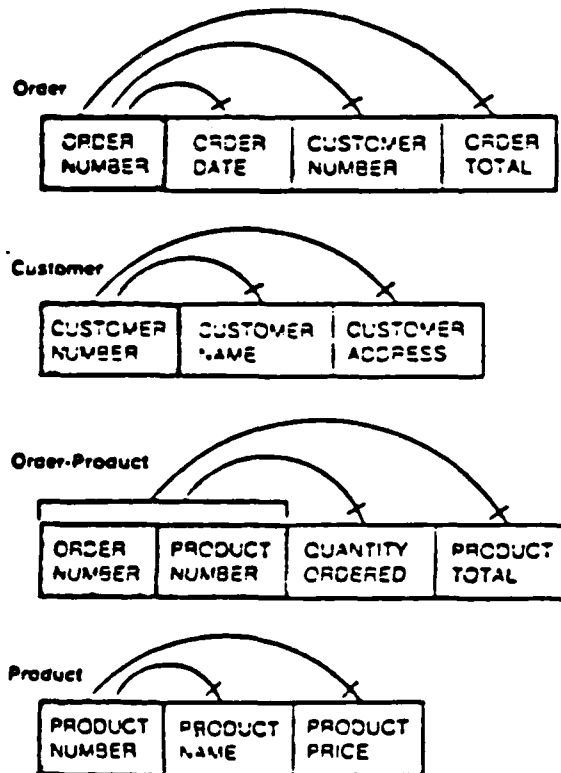 Order
ORDER NUMBER
ORDER DATE
CUSTOMER NUMBER
ORDER TOTAL
Customer
CUSTOMER NUMBER
CUSTOMER NAME
CUSTOMER ADDRESS
Order-Product
ORDER NUMBER
PRODUCT NUMBER
QUANTITY ORDERED
PRODUCT TOTAL
Product
PRODUCT NUMBER
PRODUCT NAME
PRODUCT PRICE